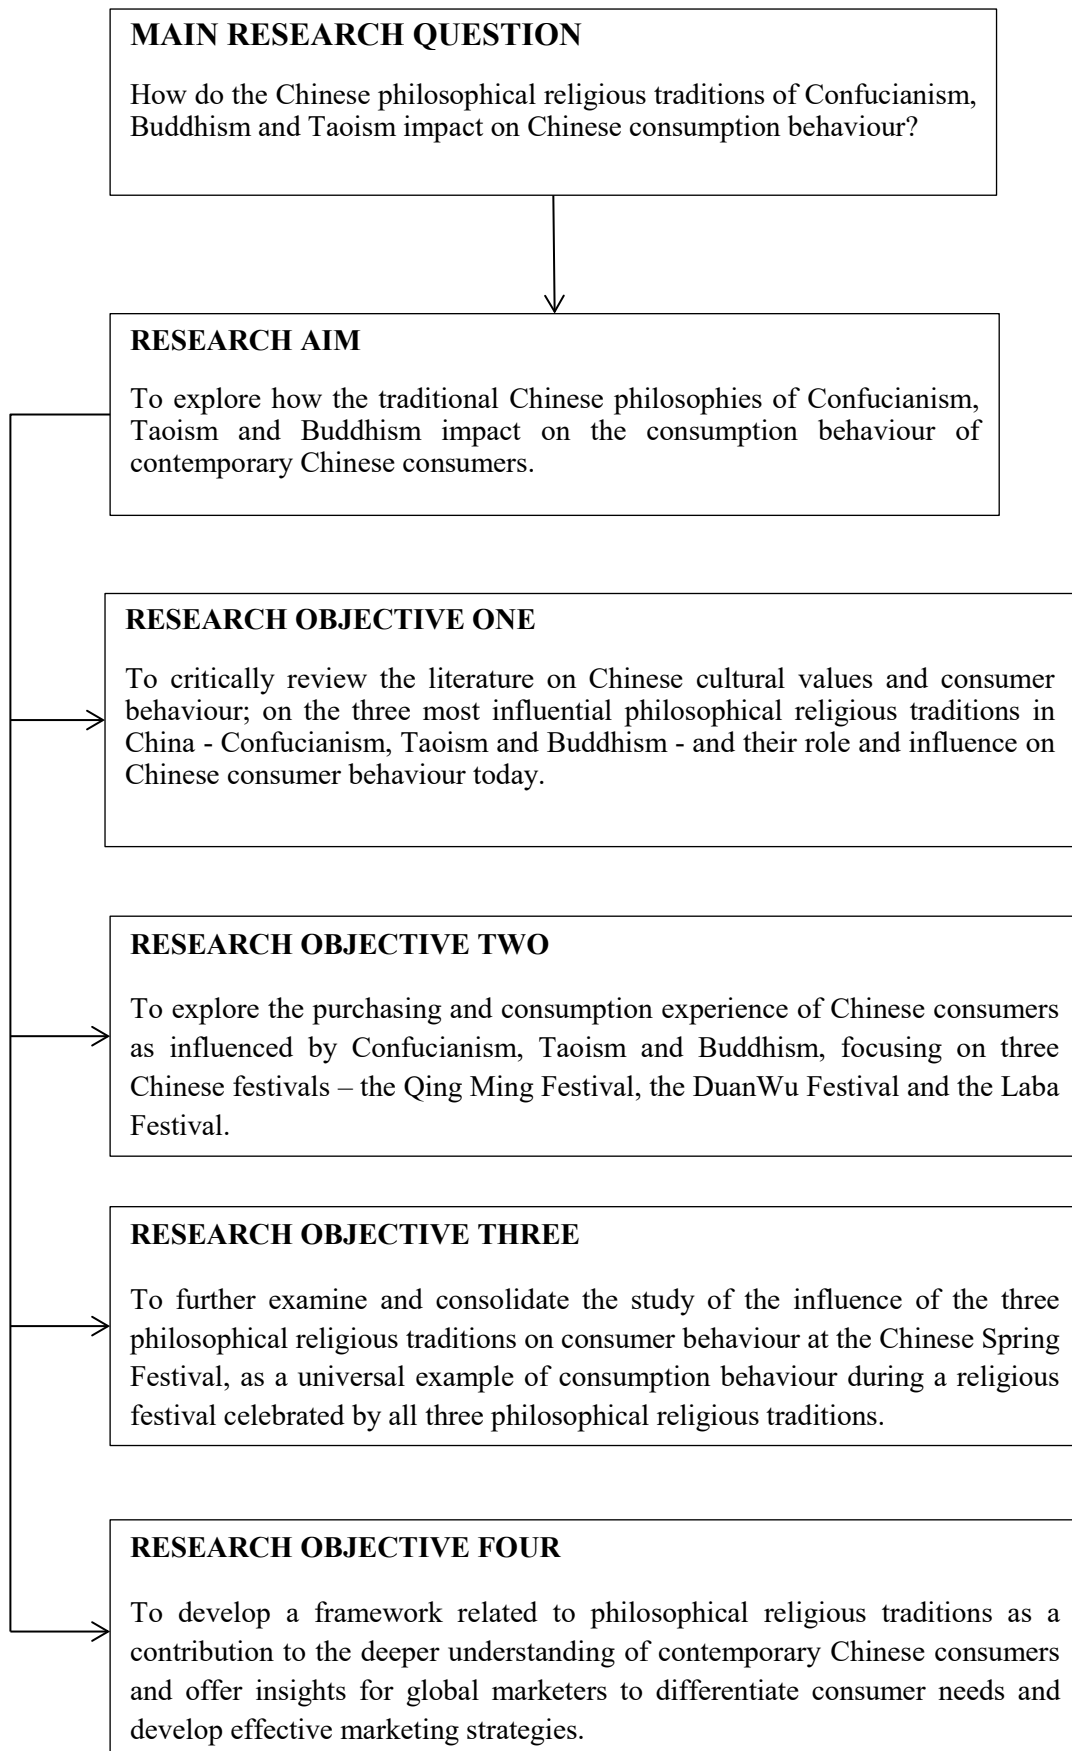 MAIN RESEARCH QUESTION
How do the Chinese philosophical religious traditions of Confucianism,
Buddhism and Taoism impact on Chinese consumption behaviour?
RESEARCH AIM
To explore how the traditional Chinese philosophies of Confucianism,
Taoism and Buddhism impact on the consumption behaviour of
contemporary Chinese consumers.
RESEARCH OBJECTIVE ONE
To critically review the literature on Chinese cultural values and consumer
behaviour; on the three most influential philosophical religious traditions in
China - Confucianism, Taoism and Buddhism - and their role and influence on
Chinese consumer behaviour today.
RESEARCH OBJECTIVE TWO
To explore the purchasing and consumption experience of Chinese consumers
as influenced by Confucianism, Taoism and Buddhism, focusing on three
Chinese festivals – the Qing Ming Festival, the DuanWu Festival and the Laba
Festival.
RESEARCH OBJECTIVE THREE
To further examine and consolidate the study of the influence of the three
philosophical religious traditions on consumer behaviour at the Chinese Spring
Festival, as a universal example of consumption behaviour during a religious
festival celebrated by all three philosophical religious traditions.
RESEARCH OBJECTIVE FOUR
To develop a framework related to philosophical religious traditions as a
contribution to the deeper understanding of contemporary Chinese consumers
and offer insights for global marketers to differentiate consumer needs and
develop effective marketing strategies.